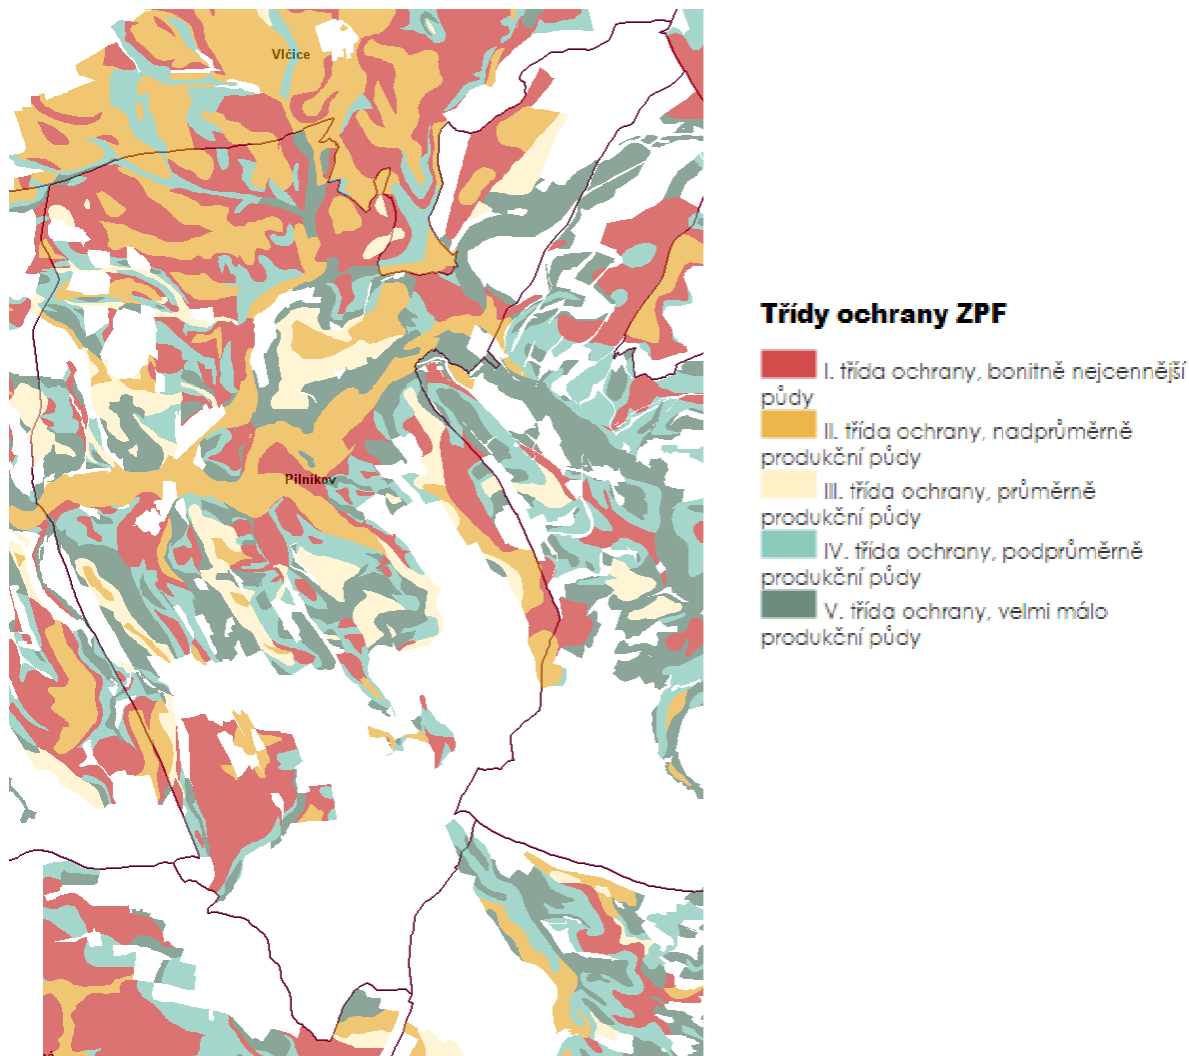 Vlčice
Pilníkov
Třídy ochrany ZPF
I. třída ochrany, bonitně nejcennější
půdy
II. třída ochrany, nadprůměrně
produkční půdy
III. třída ochrany, průměrně
produkční půdy
IV. třída ochrany, podprůměrně
produkční půdy
V. třída ochrany, velmi málo
produkční půdy